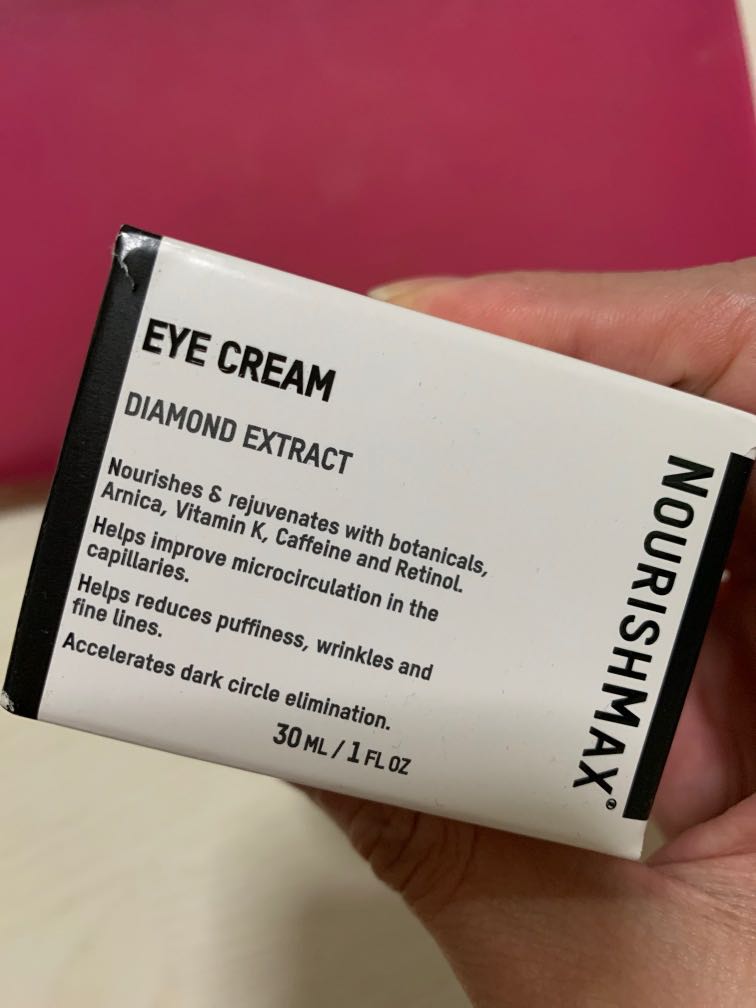 EYE CREAM
DIAMOND EXTRACT
Nourishes & rejuvenates with botanicals,
Arnica, Vitamin K, Caffeine and Retinol.
Helps improve microcirculation in the
capillaries.
Helps reduces puffiness, wrinkles and
fine lines.
Accelerates dark circle elimination.
30 ML / 1 FL OZ
NOURISHMAX®